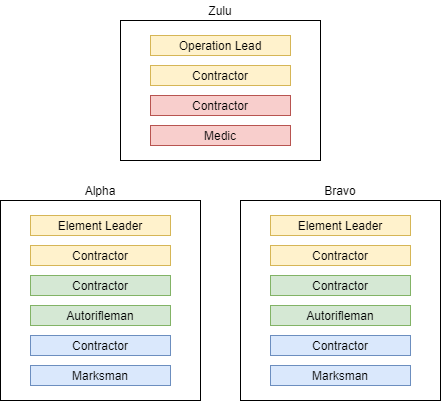 Zulu
Operation Lead
Contractor
Contractor
Medic
Alpha
Element Leader
Contractor
Contractor
Autorifleman
Contractor
Marksman
Bravo
Element Leader
Contractor
Contractor
Autorifleman
Contractor
Marksman